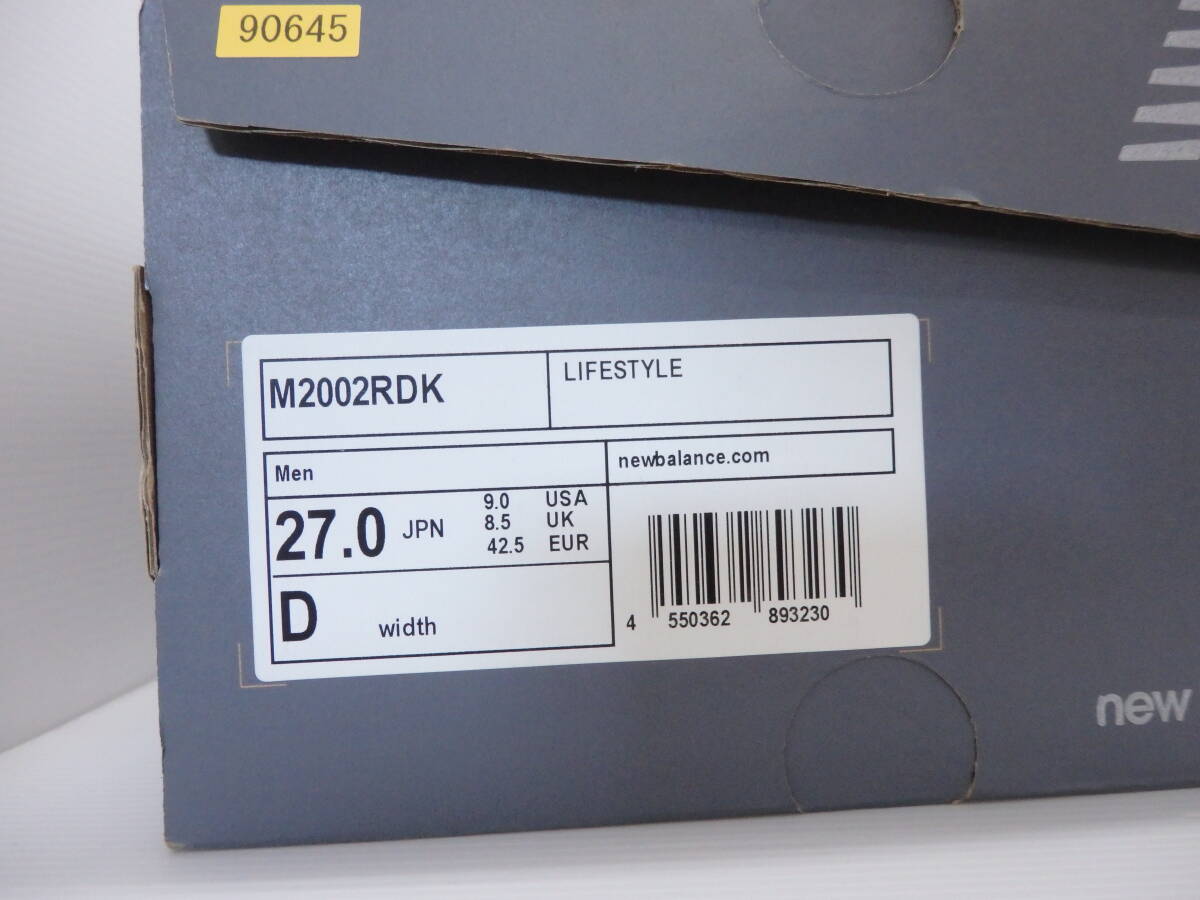 90645
M2002RDK
LIFESTYLE
Men
newbalance.com
27.0 JPN
9.0 USA
8.5 UK
42.5 EUR
D width
4 550362 893230
new